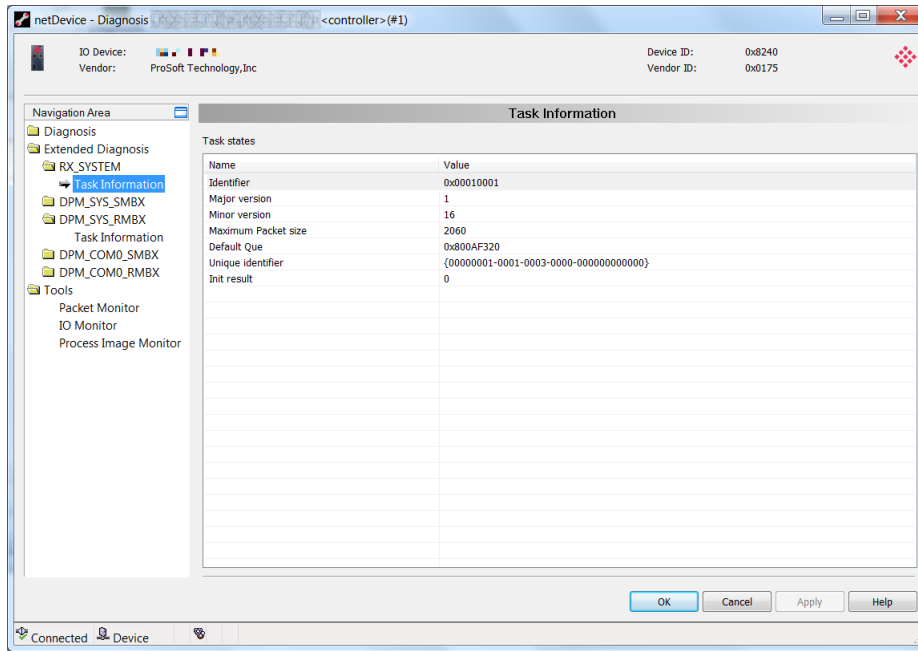 netDevice - Diagnosis <controller>(#1)
IO Device:
Device ID: 0x8240
Vendor: ProSoft Technology,Inc
Vendor ID: 0x0175
Navigation Area
Diagnosis
Extended Diagnosis
RX_SYSTEM
Task Information
DPM_SYS_SMBX
DPM_SYS_RMBX
Task Information
DPM_COM0_SMBX
DPM_COM0_RMBX
Tools
Packet Monitor
IO Monitor
Process Image Monitor
Task Information
Task states
Name Value
Identifier 0x00010001
Major version 1
Minor version 16
Maximum Packet size 2060
Default Que 0x800AF320
Unique identifier {00000001-0001-0003-0000-000000000000}
Init result 0
OK Cancel Apply Help
Connected Device